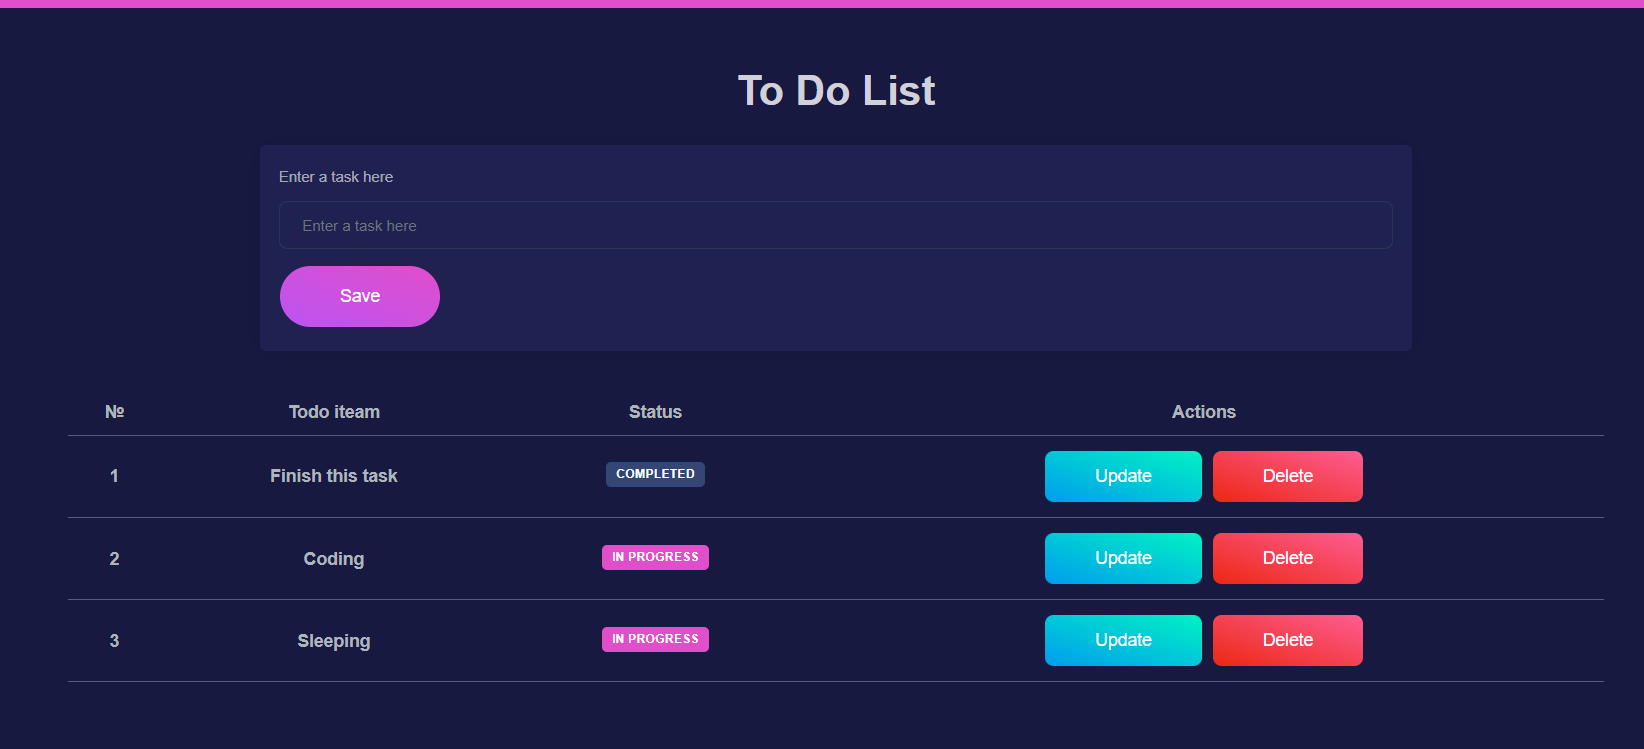 To Do List
Enter a task here
Enter a task here
Save
№ Todo iteam Status Actions
1 Finish this task COMPLETED Update Delete
2 Coding IN PROGRESS Update Delete
3 Sleeping IN PROGRESS Update Delete